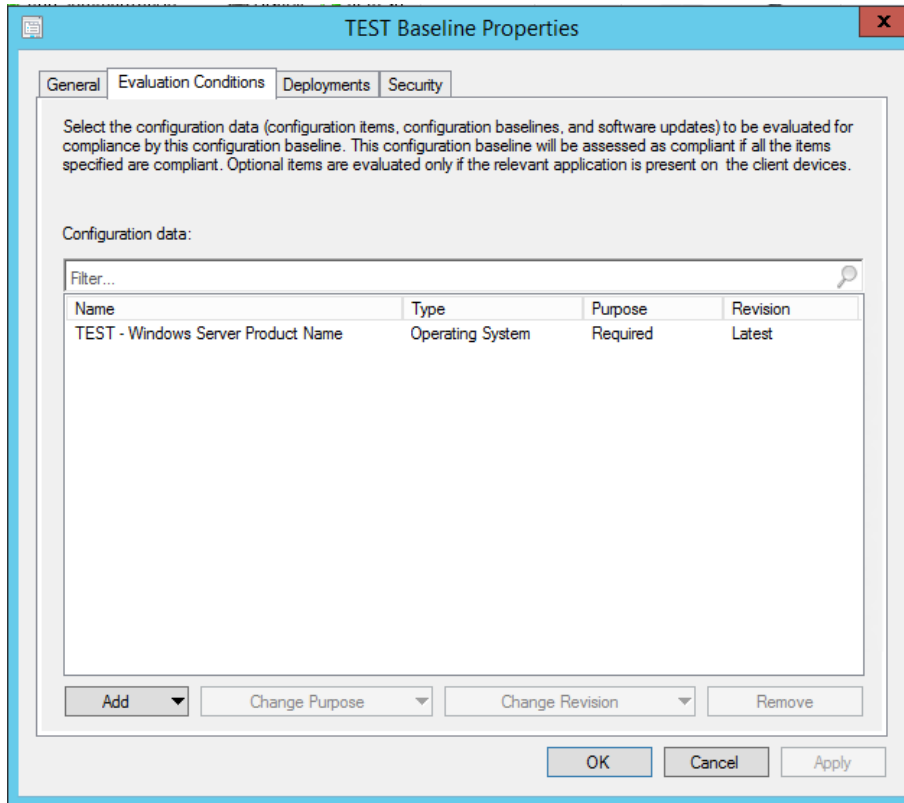 TEST Baseline Properties
x
General Evaluation Conditions Deployments Security
Select the configuration data (configuration items, configuration baselines, and software updates) to be evaluated for
compliance by this configuration baseline. This configuration baseline will be assessed as compliant if all the items
specified are compliant. Optional items are evaluated only if the relevant application is present on the client devices.
Configuration data:
Filter...
Name Type Purpose Revision
TEST - Windows Server Product Name Operating System Required Latest
Add Change Purpose Change Revision Remove
OK Cancel Apply